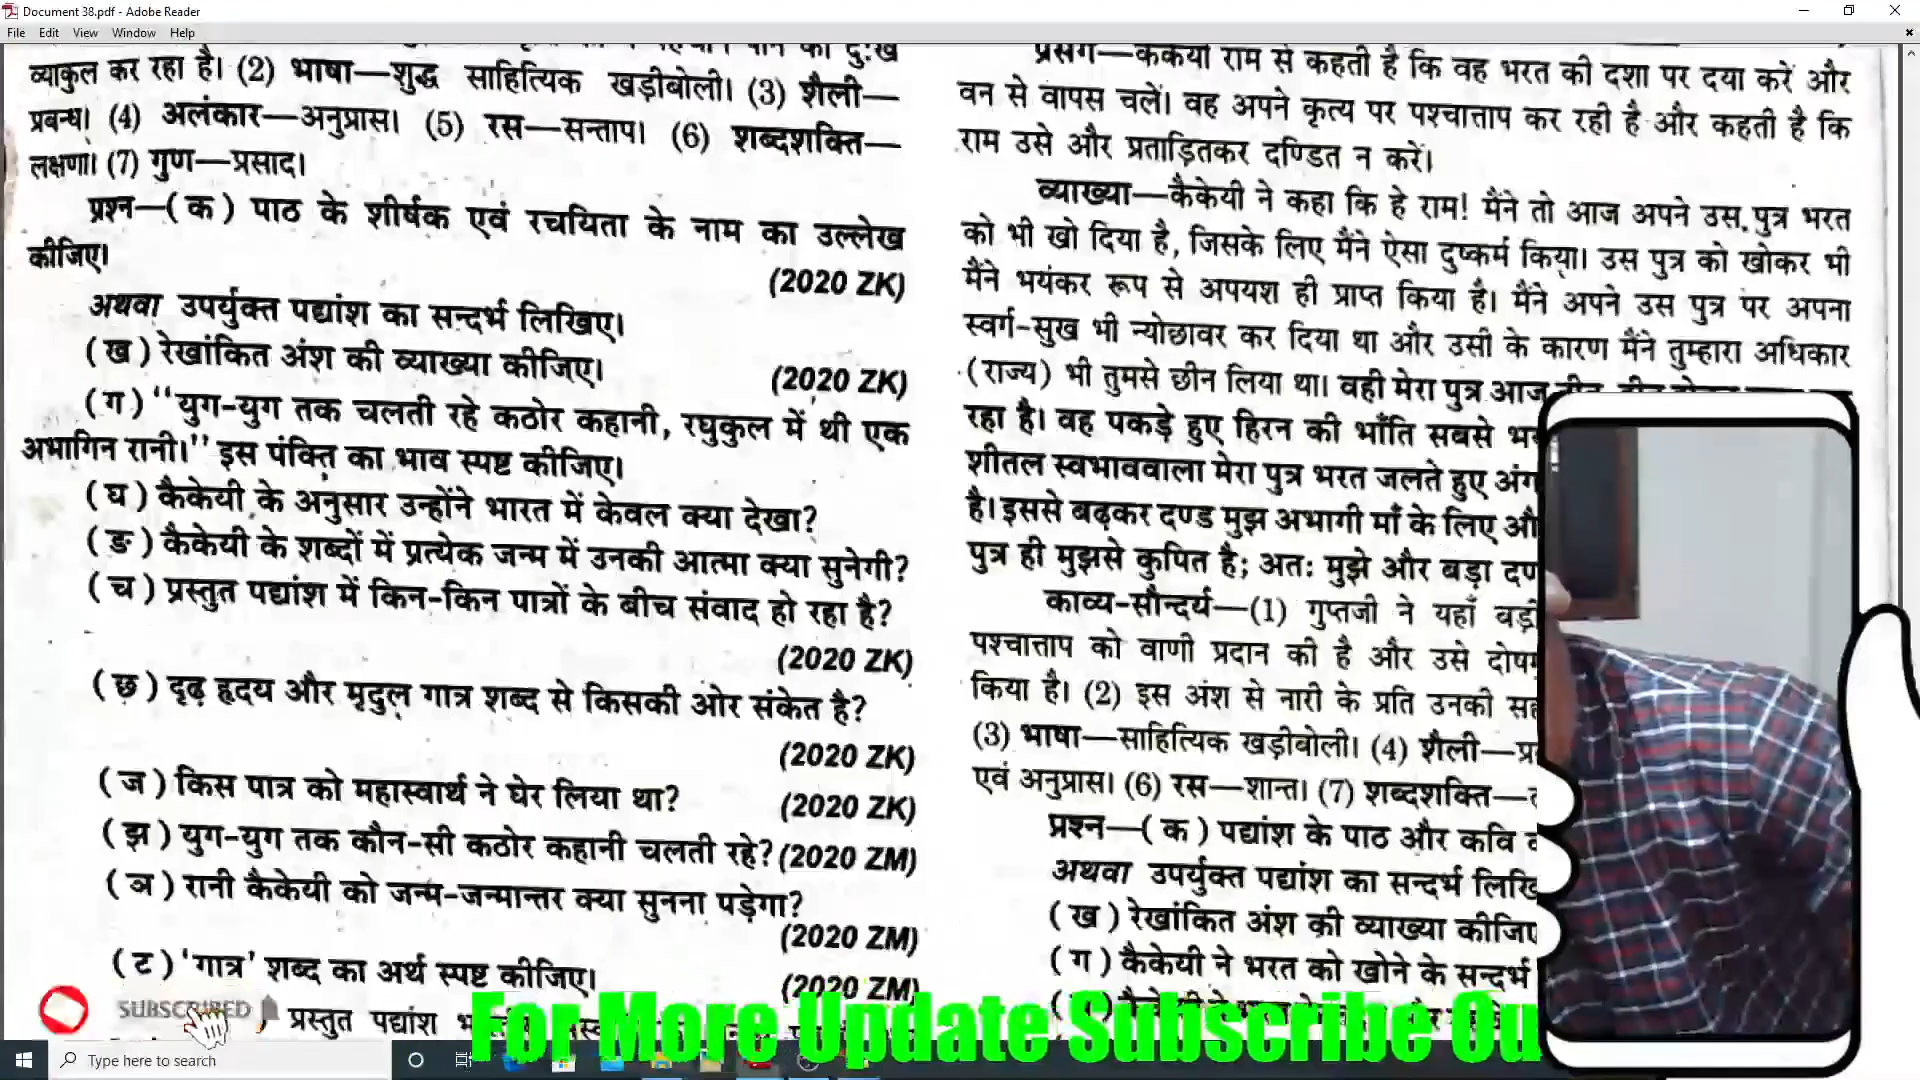 Document 38.pdf - Adobe Reader
File Edit View Window Help
व्याकुल कर रहा है। (2) भाषा—शुद्ध साहित्यिक खड़ीबोली। (3) शैली—
प्रबन्ध। (4) अलंकार—अनुप्रास। (5) रस—सन्ताप। (6) शब्दशक्ति—
लक्षणा। (7) गुण—प्रसाद।
प्रश्न—(क) पाठ के शीर्षक एवं रचयिता के नाम का उल्लेख
कीजिए।
(2020 ZK)
अथवा उपर्युक्त पद्यांश का सन्दर्भ लिखिए।
(ख) रेखांकित अंश की व्याख्या कीजिए।
(2020 ZK)
(ग) “युग-युग तक चलती रहे कठोर कहानी, रघुकुल में थी एक
अभागिन रानी।” इस पंक्ति का भाव स्पष्ट कीजिए।
(घ) कैकेयी के अनुसार उन्होंने भारत में केवल क्या देखा?
(ङ) कैकेयी के शब्दों में प्रत्येक जन्म में उनकी आत्मा क्या सुनेगी?
(च) प्रस्तुत पद्यांश में किन-किन पात्रों के बीच संवाद हो रहा है?
(2020 ZK)
(छ) दृढ़ हृदय और मृदुल गात्र शब्द से किसकी ओर संकेत है?
(2020 ZK)
(ज) किस पात्र को महास्वार्थ ने घेर लिया था?
(2020 ZK)
(झ) युग-युग तक कौन-सी कठोर कहानी चलती रहे? (2020 ZM)
(ञ) रानी कैकेयी को जन्म-जन्मान्तर क्या सुनना पड़ेगा?
(2020 ZM)
(ट) ‘गात्र’ शब्द का अर्थ स्पष्ट कीजिए।
(2020 ZM)
प्रस्तुत पद्यांश
प्रसंग—कैकेयी राम से कहती है कि वह भरत की दशा पर दया करें और
वन से वापस चलें। वह अपने कृत्य पर पश्चात्ताप कर रही है और कहती है कि
राम उसे और प्रताड़ितकर दण्डित न करें।
व्याख्या—कैकेयी ने कहा कि हे राम! मैंने तो आज अपने उस पुत्र भरत
को भी खो दिया है, जिसके लिए मैंने ऐसा दुष्कर्म किया। उस पुत्र को खोकर भी
मैंने भयंकर रूप से अपयश ही प्राप्त किया है। मैंने अपने उस पुत्र पर अपना
स्वर्ग-सुख भी न्योछावर कर दिया था और उसी के कारण मैंने तुम्हारा अधिकार
(राज्य) भी तुमसे छीन लिया था। वही मेरा पुत्र आज
रहा है। वह पकड़े हुए हिरन की भाँति सबसे
शीतल स्वभाववाला मेरा पुत्र भरत जलते हुए
है। इससे बढ़कर दण्ड मुझ अभागी माँ के लिए
पुत्र ही मुझसे कुपित है; अतः मुझे और बड़ा
काव्य-सौन्दर्य—(1) गुप्तजी ने यहाँ
पश्चात्ताप को वाणी प्रदान की है और उसे
किया है। (2) इस अंश से नारी के प्रति उनकी
(3) भाषा—साहित्यिक खड़ीबोली। (4) शैली—
एवं अनुप्रास। (6) रस—शान्त। (7) शब्दशक्ति—
प्रश्न—(क) पद्यांश के पाठ और कवि
अथवा उपर्युक्त पद्यांश का सन्दर्भ
(ख) रेखांकित अंश की व्याख्या
(ग) कैकेयी ने भरत को खोने के सन्दर्भ
SUBSCRIBED
For More Update Subscribe Ou
Type here to search